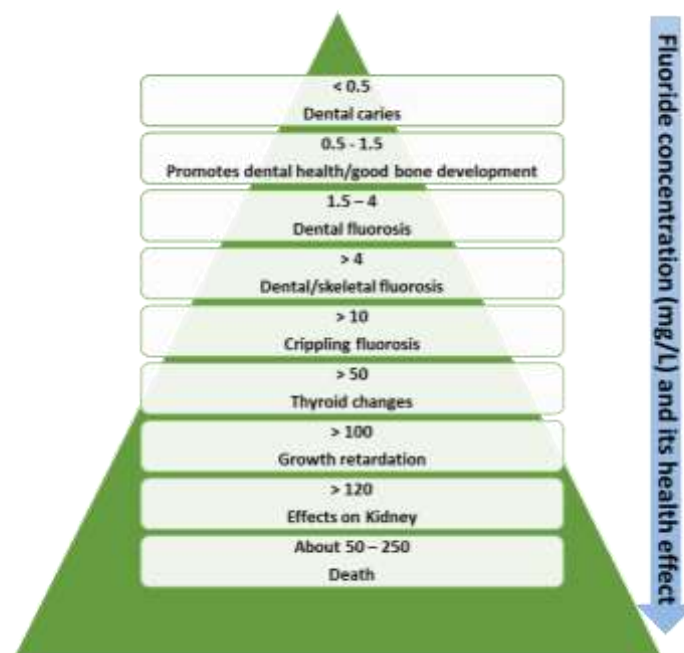 < 0.5
Dental caries
0.5 - 1.5
Promotes dental health/good bone development
1.5 – 4
Dental fluorosis
> 4
Dental/skeletal fluorosis
> 10
Crippling fluorosis
> 50
Thyroid changes
> 100
Growth retardation
> 120
Effects on Kidney
About 50 – 250
Death
Fluoride concentration (mg/L) and its health effect